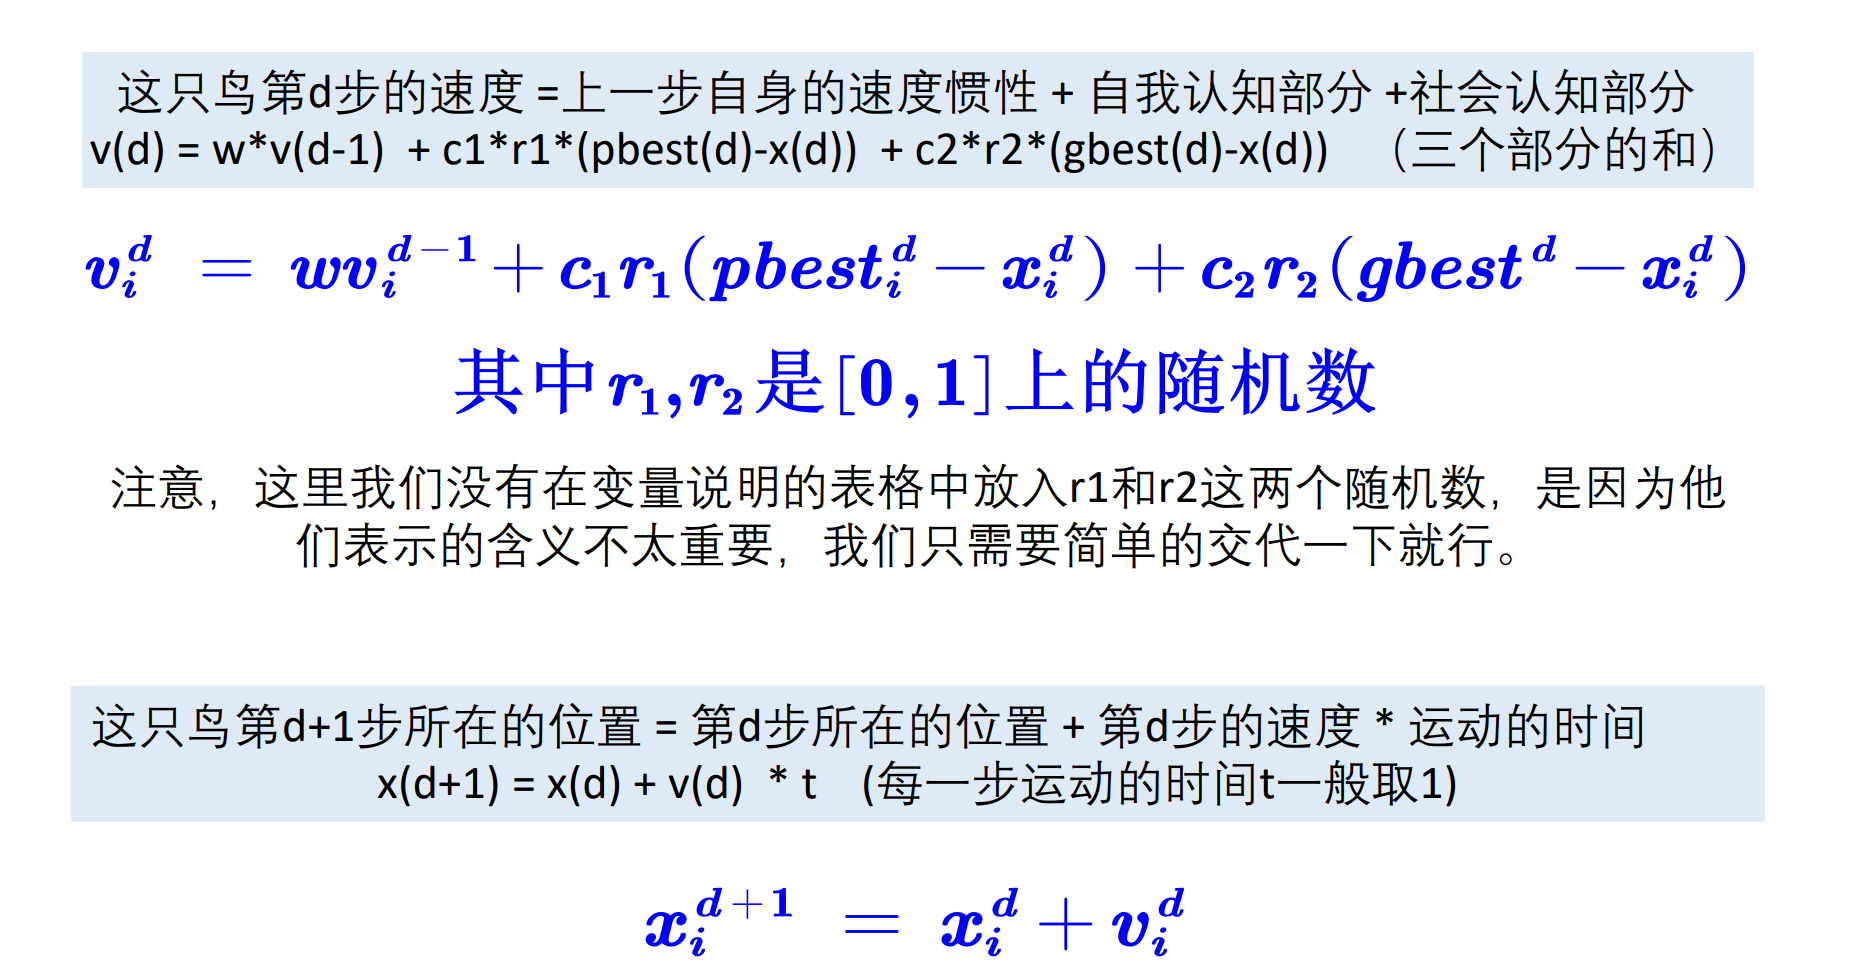 这只鸟第d步的速度 =上一步自身的速度惯性 + 自我认知部分 +社会认知部分
v(d) = w*v(d-1) + c1*r1*(pbest(d)-x(d)) + c2*r2*(gbest(d)-x(d)) （三个部分的和）
$v_i^d = wv_i^{d-1}+c_1r_1(pbest_i^d-x_i^d)+c_2r_2(gbest^d-x_i^d)$
其中$r_1,r_2$是[0,1]上的随机数
注意，这里我们没有在变量说明的表格中放入r1和r2这两个随机数，是因为他
们表示的含义不太重要，我们只需要简单的交代一下就行。
这只鸟第d+1步所在的位置 = 第d步所在的位置 + 第d步的速度 * 运动的时间
x(d+1) = x(d) + v(d) * t (每一步运动的时间t一般取1)
$x_i^{d+1} = x_i^d+v_i^d$